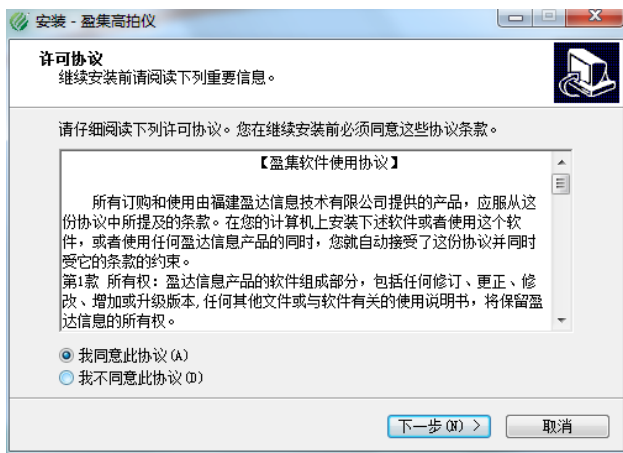 安装 - 盈集高拍仪
许可协议
继续安装前请阅读下列重要信息。
请仔细阅读下列许可协议。您在继续安装前必须同意这些协议条款。
【盈集软件使用协议】
所有订购和使用由福建盈达信息技术有限公司提供的产品，应服从这
份协议中所提及的条款。在您的计算机上安装下述软件或者使用这个软
件，或者使用任何盈达信息产品的同时，您就自动接受了这份协议并同时
受它的条款的约束。
第1款 所有权：盈达信息产品的软件组成部分，包括任何修订、更正、修
改、增加或升级版本,任何其他文件或与软件有关的使用说明书，将保留盈
达信息的所有权。
我同意此协议(A)
我不同意此协议(D)
下一步(N) >
取消